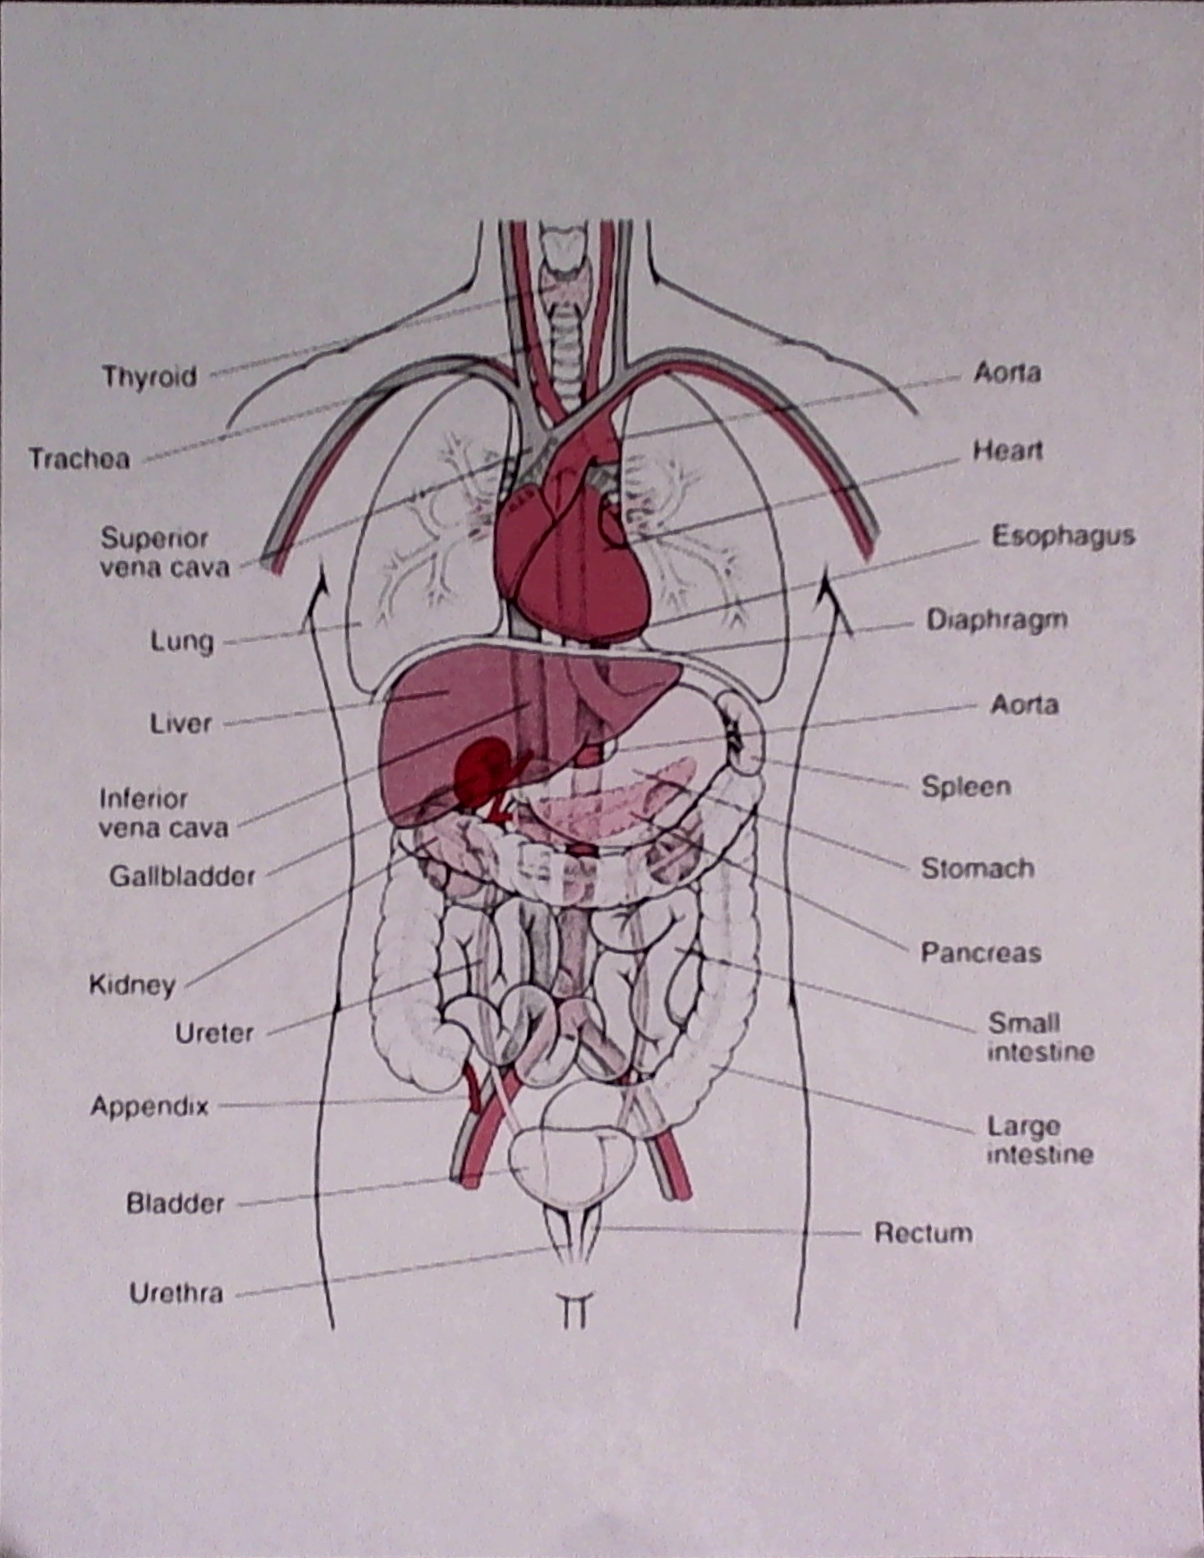 Thyroid
Trachea
Superior
vena cava
Lung
Liver
Inferior
vena cava
Gallbladder
Kidney
Ureter
Appendix
Bladder
Urethra
Aorta
Heart
Esophagus
Diaphragm
Aorta
Spleen
Stomach
Pancreas
Small
intestine
Large
intestine
Rectum